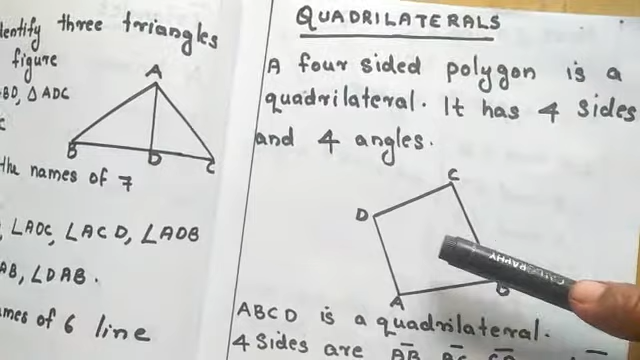 dentify three triangles
figure
BD, Δ ADC
A
B
D
C
the names of 7
, ∠ADC, ∠ACD, ∠ADB
AB, ∠DAB.
mes of 6 line
QUADRILATERALS
A four sided polygon is a
quadrilateral. It has 4 sides
and 4 angles.
C
D
A
B
ABCD is a quadrilateral.
4 Sides are AB